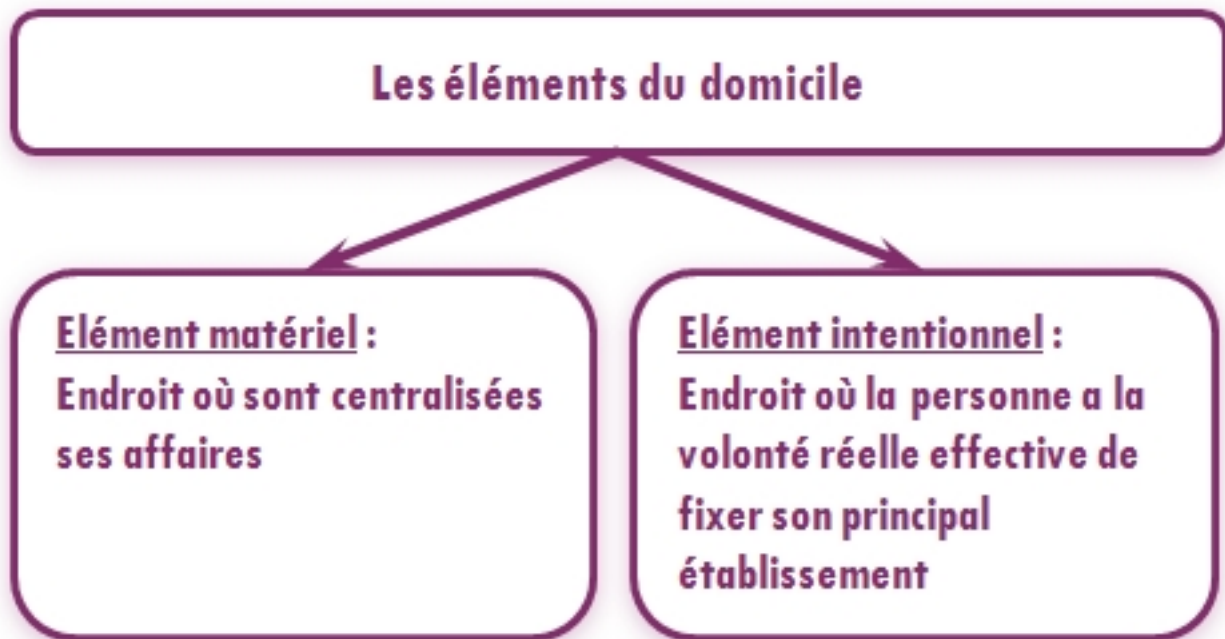 Les éléments du domicile
Elément matériel :
Endroit où sont centralisées
ses affaires
Elément intentionnel :
Endroit où la personne a la
volonté réelle effective de
fixer son principal
établissement